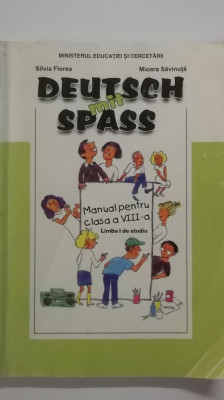 MINISTERUL EDUCAȚIEI ȘI CERCETĂRII
Silvia Florea Mioara Săvinuță
DEUTSCH
mit
SPASS
Manual pentru
clasa a VIII-a
Limba I de studiu